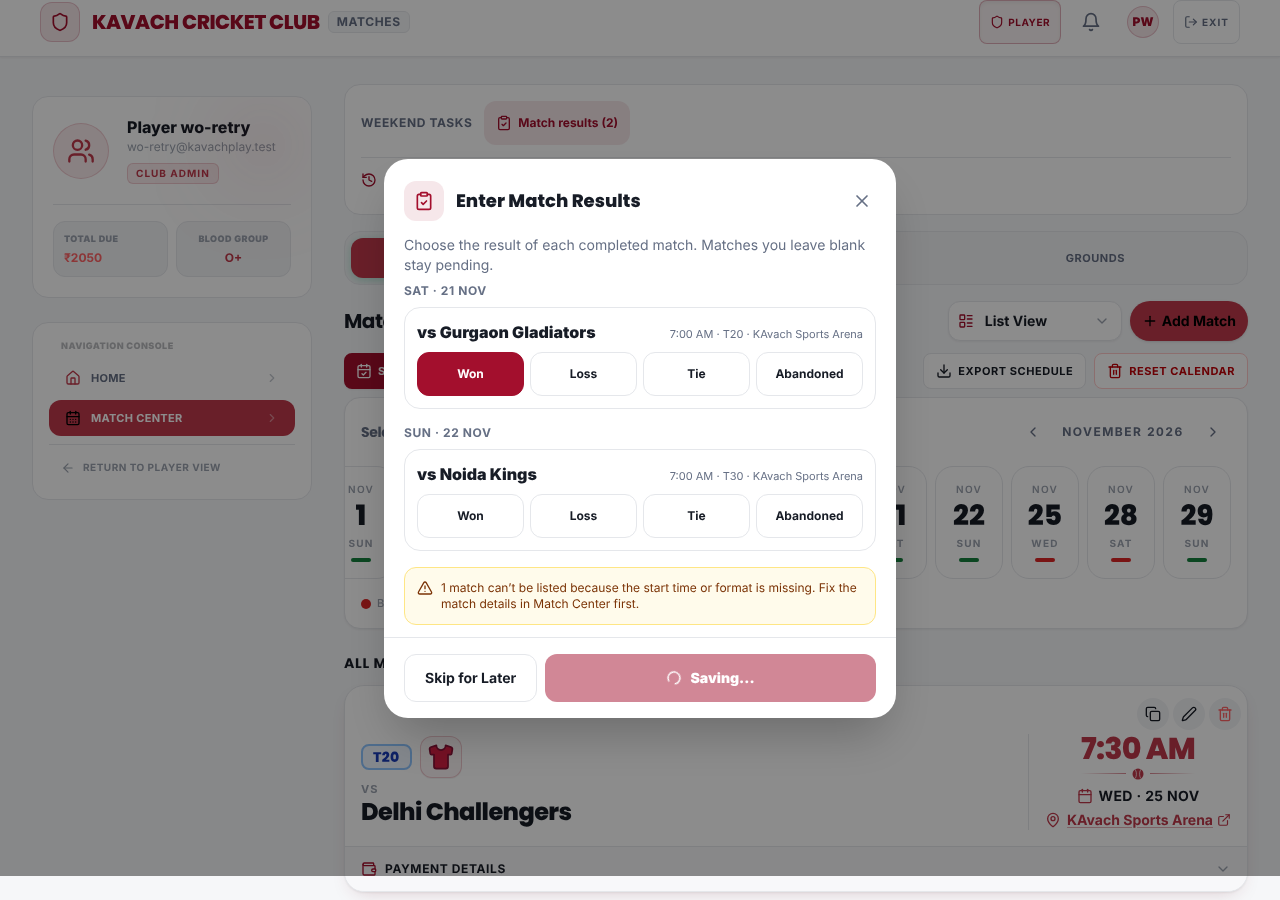 KAVACH CRICKET CLUB MATCHES
PLAYER
PW
EXIT
Player wo-retry
wo-retry@kavachplay.test
CLUB ADMIN
TOTAL DUE
₹2050
BLOOD GROUP
O+
NAVIGATION CONSOLE
HOME
MATCH CENTER
RETURN TO PLAYER VIEW
WEEKEND TASKS
Match results (2)
GROUNDS
List View
Add Match
EXPORT SCHEDULE
RESET CALENDAR
NOVEMBER 2026
NOV
1
SUN
NOV
22
SUN
NOV
25
WED
NOV
28
SAT
NOV
29
SUN
Enter Match Results
Choose the result of each completed match. Matches you leave blank
stay pending.
SAT · 21 NOV
vs Gurgaon Gladiators
7:00 AM · T20 · KAvach Sports Arena
Won
Loss
Tie
Abandoned
SUN · 22 NOV
vs Noida Kings
7:00 AM · T30 · KAvach Sports Arena
Won
Loss
Tie
Abandoned
1 match can't be listed because the start time or format is missing. Fix the
match details in Match Center first.
Skip for Later
Saving...
T20
VS
Delhi Challengers
7:30 AM
WED · 25 NOV
KAvach Sports Arena
PAYMENT DETAILS